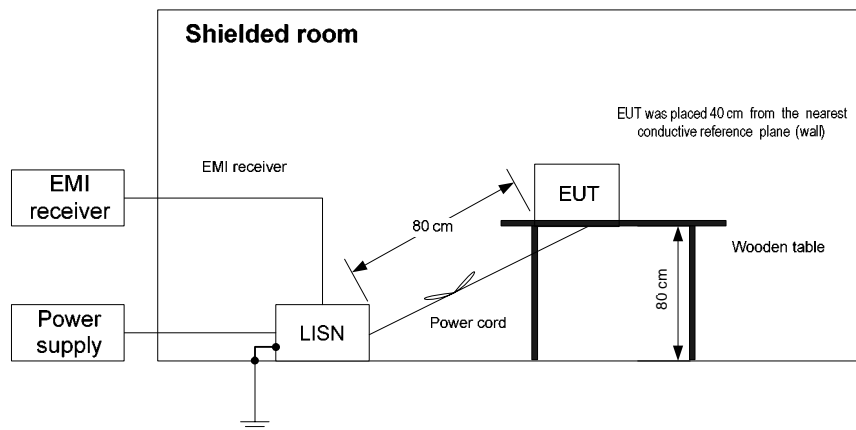 Shielded room
EUT was placed 40 cm from the nearest
conductive reference plane (wall)
EMI
receiver
EMI receiver
EUT
80 cm
Wooden table
80 cm
Power
supply
LISN
Power cord